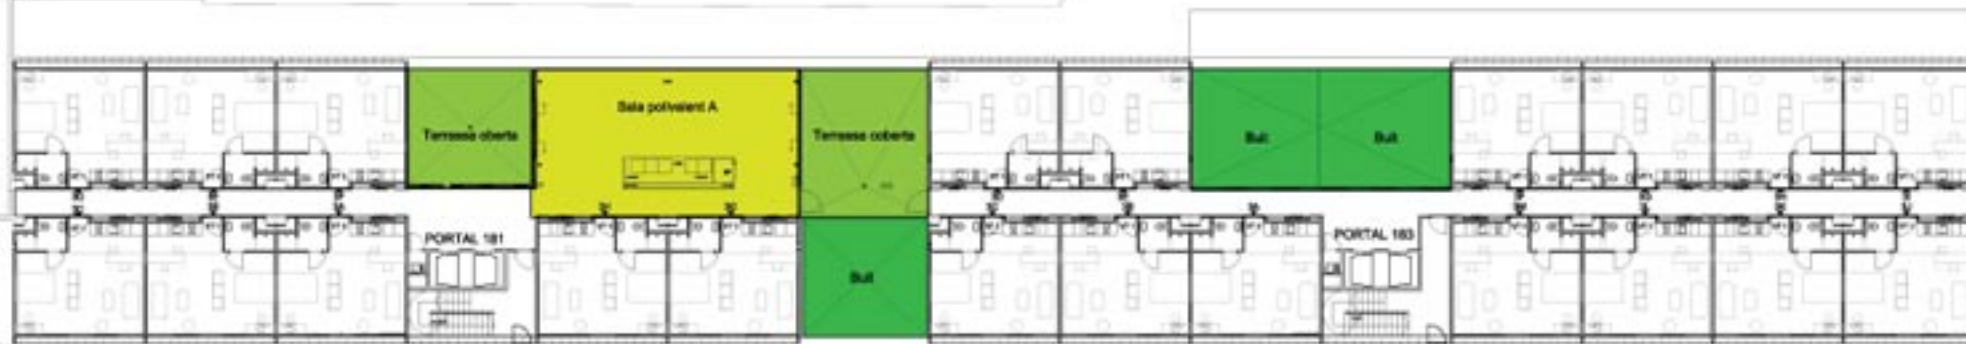 Terrassa oberta
Sala polivalent A
Terrassa coberta
Buit
Buit
PORTAL 181
Buit
PORTAL 183